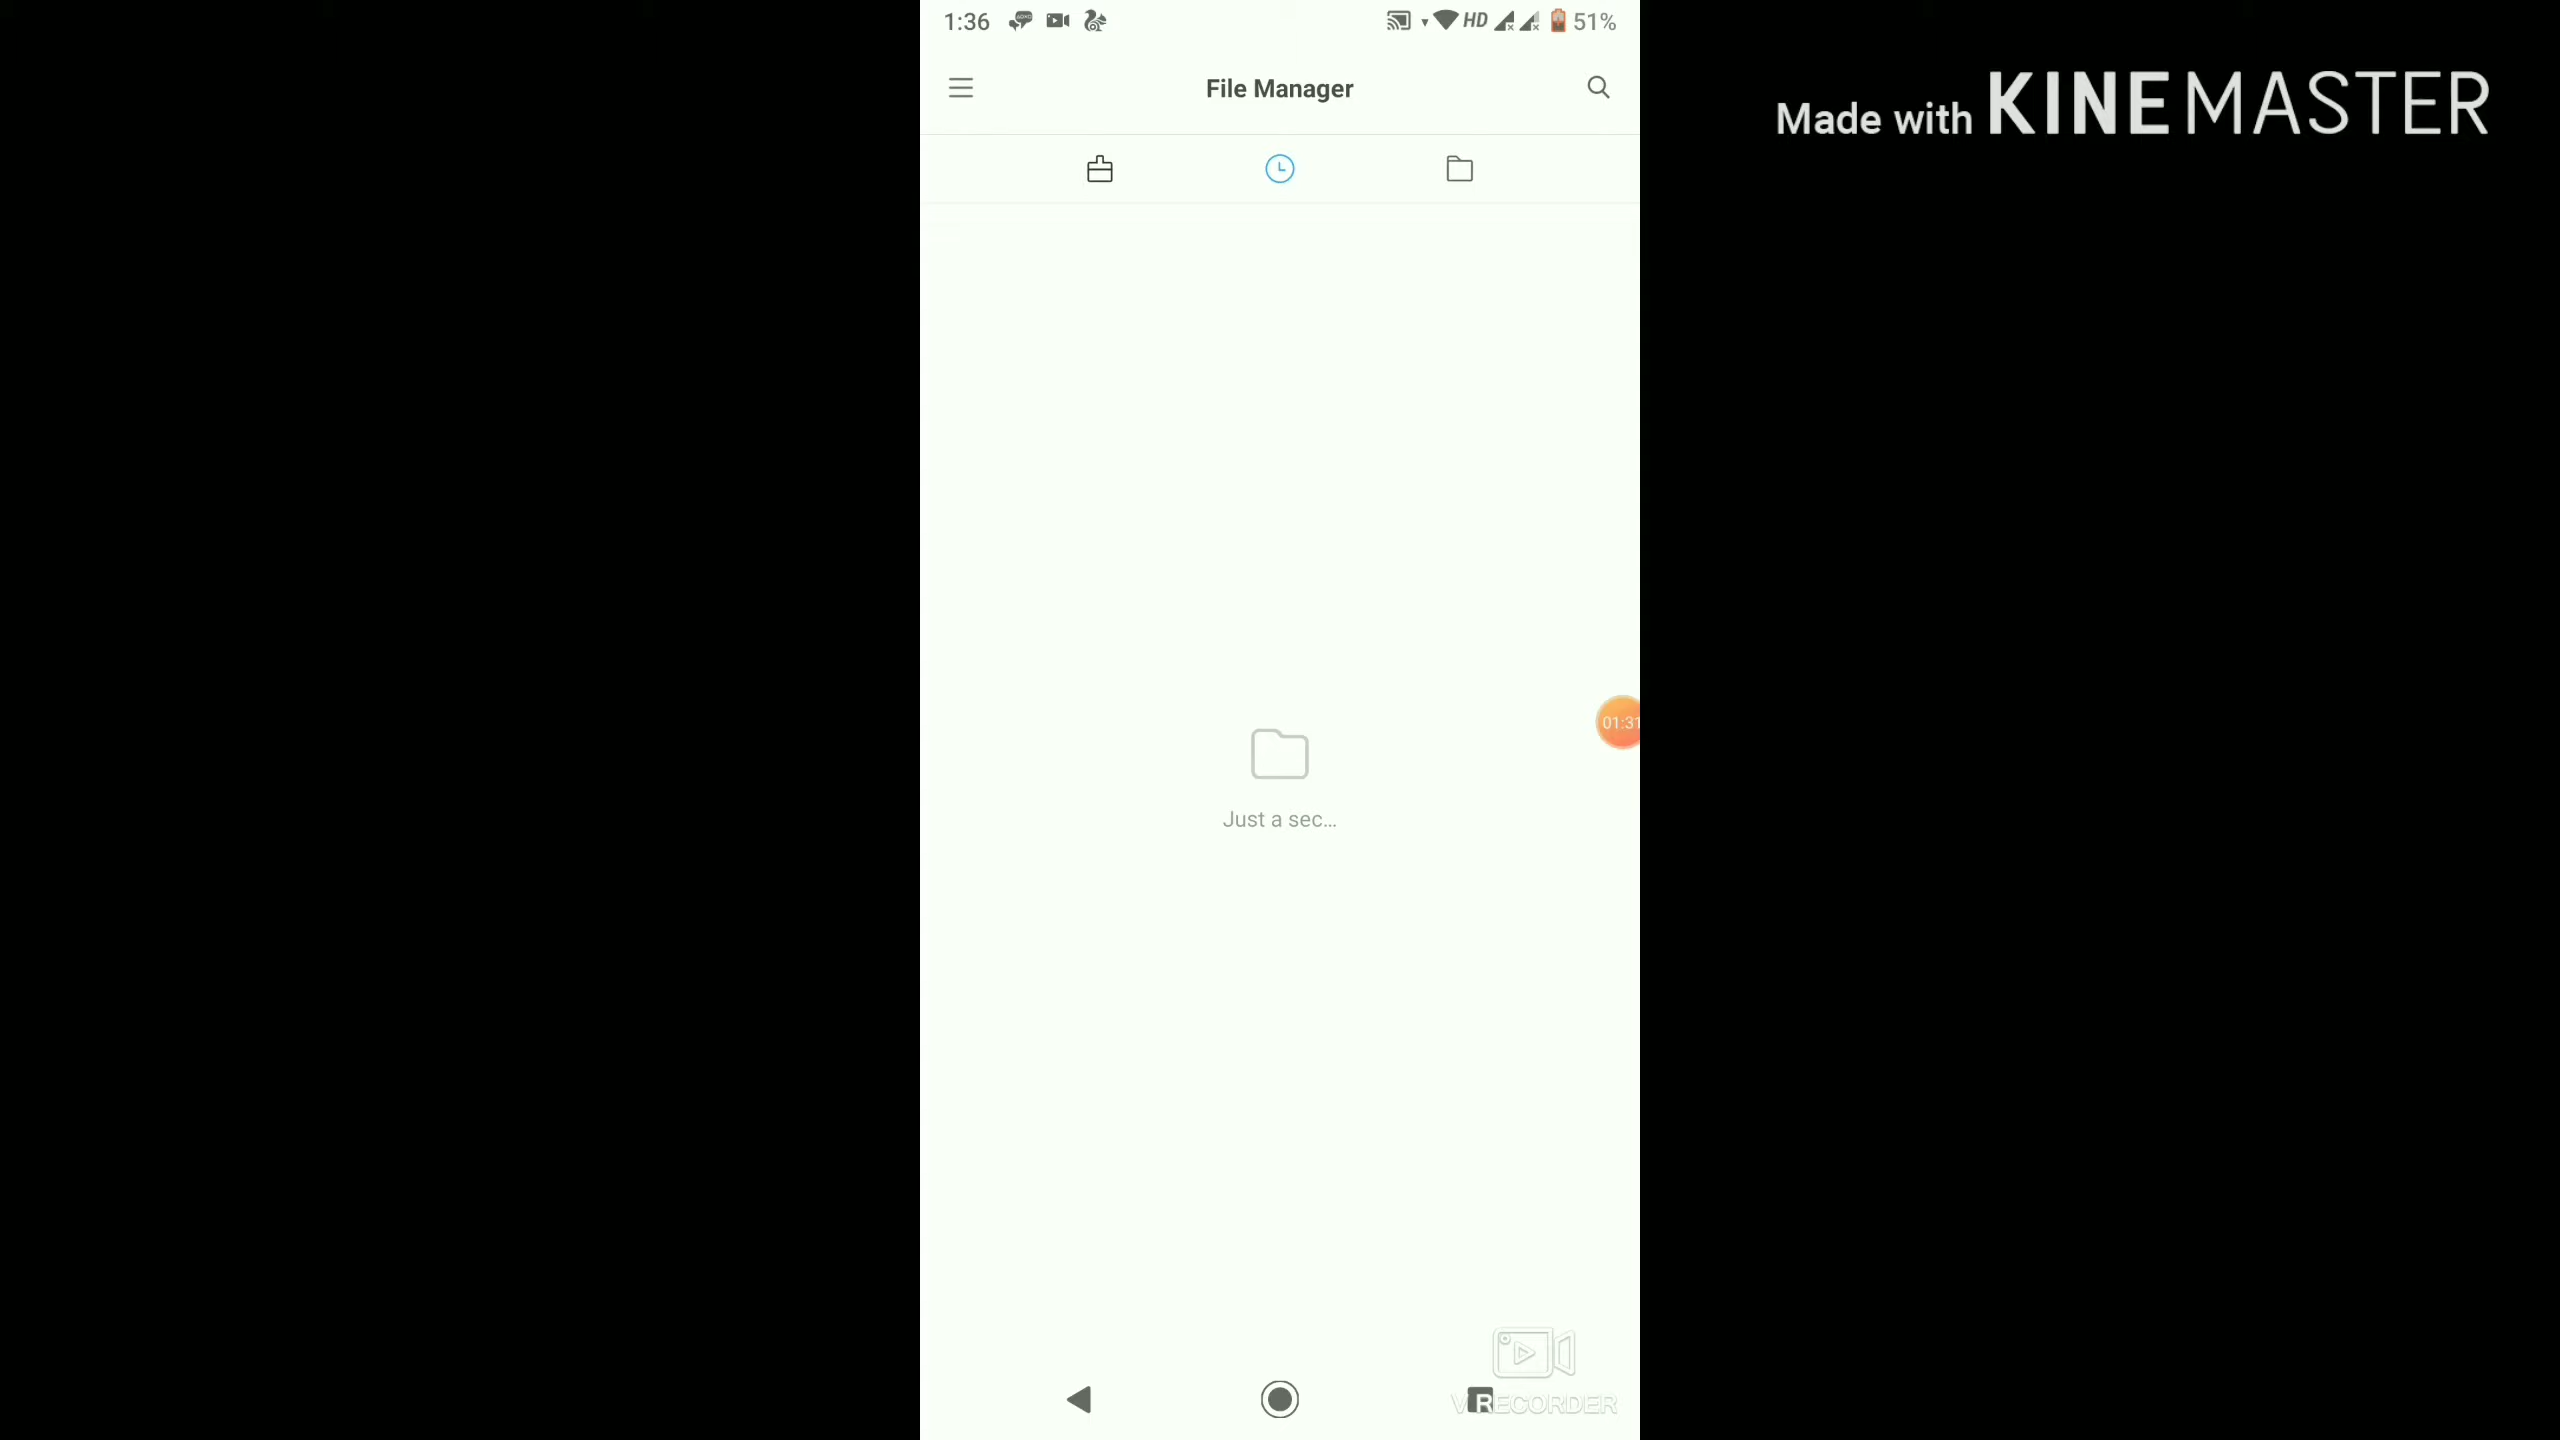 1:36 HD 51%
File Manager
Made with KINEMASTER
01:31
Just a sec...
V RECORDER